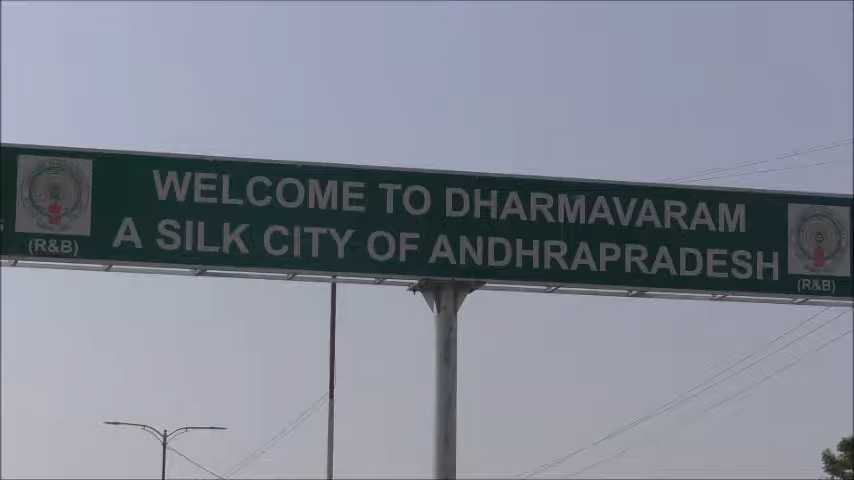 WELCOME TO DHARMAVARAM
A SILK CITY OF ANDHRAPRADESH
(R&B)
(R&B)